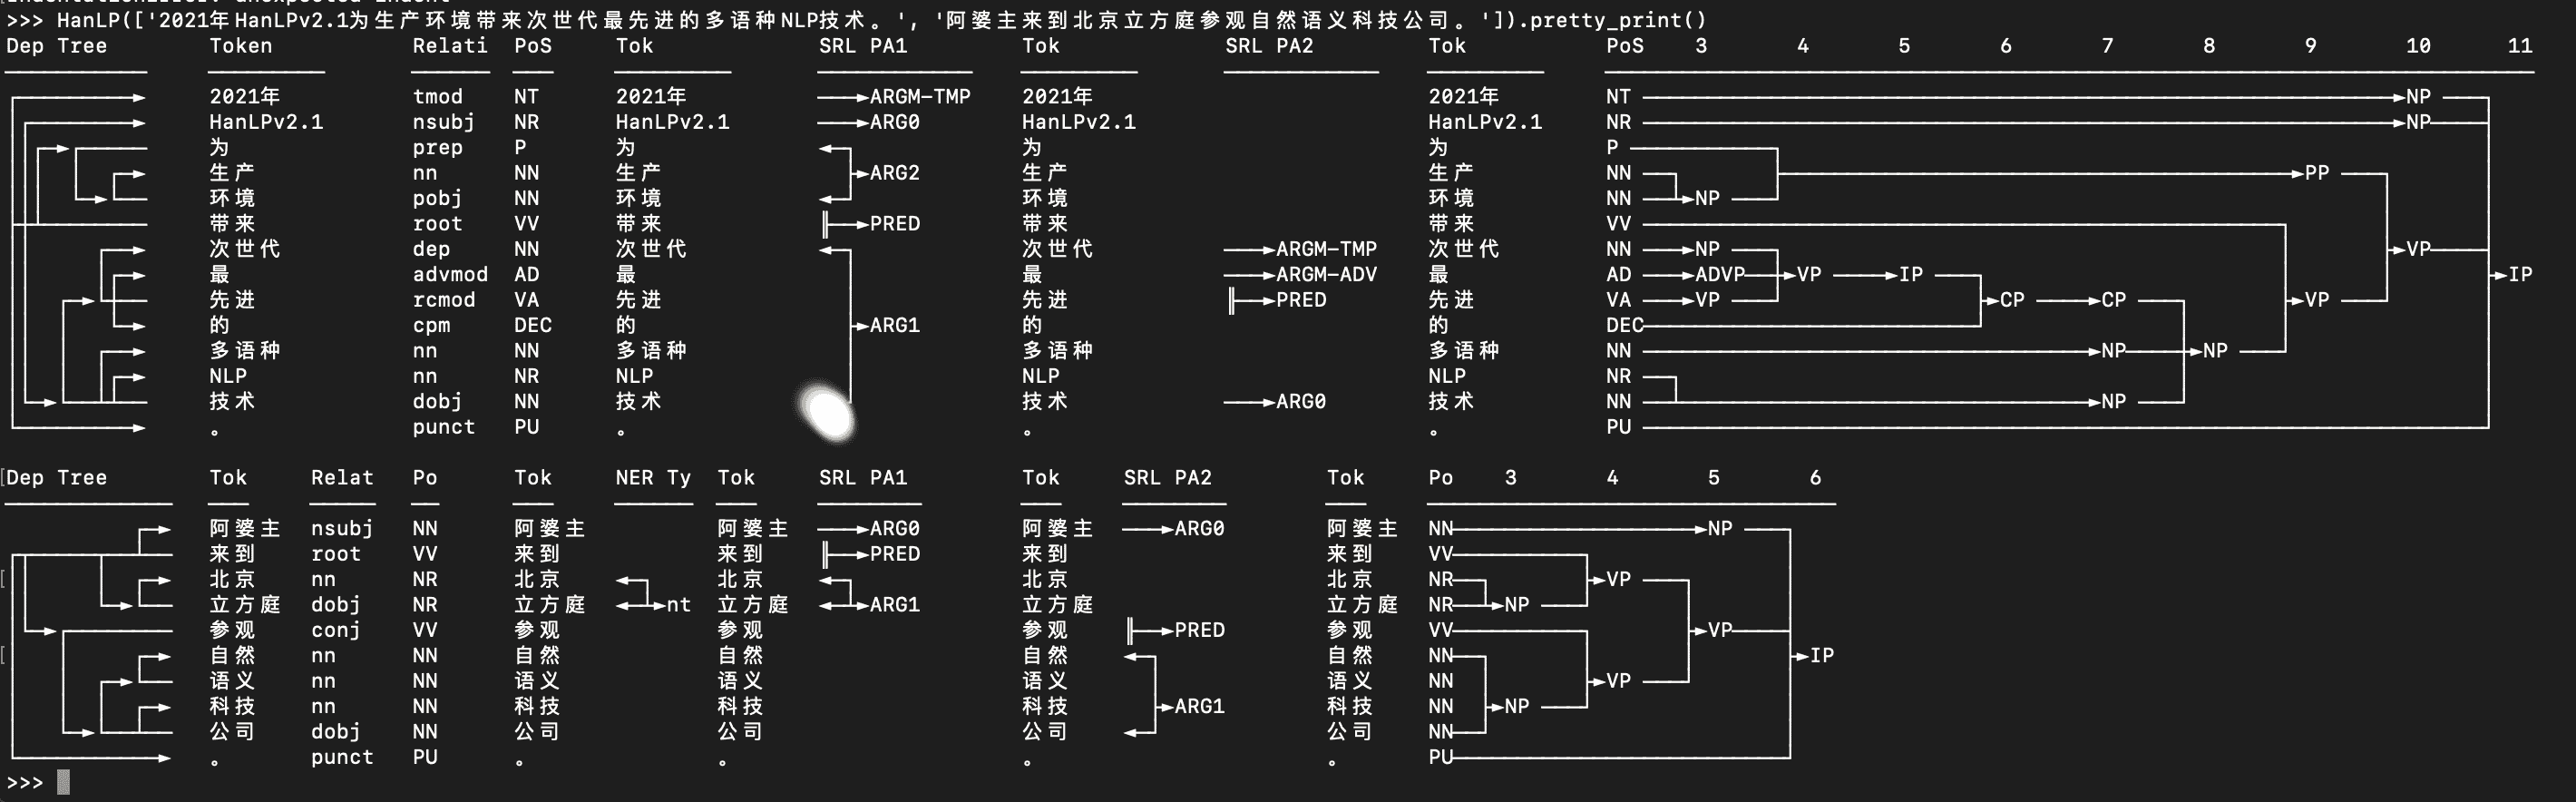 >>> HanLP(['2021年HanLPv2.1为生产环境带来次世代最先进的多语种NLP技术。', '阿婆主来到北京立方庭参观自然语义科技公司。']).pretty_print()
Dep Tree Token Relati PoS Tok SRL PA1 Tok SRL PA2 Tok PoS 3 4 5 6 7 8 9 10 11
2021年 tmod NT 2021年 ARGM-TMP 2021年 2021年 NT NP
HanLPv2.1 nsubj NR HanLPv2.1 ARG0 HanLPv2.1 HanLPv2.1 NR NP
为 prep P 为 为 为 P
生产 nn NN 生产 ARG2 生产 生产 NN PP
环境 pobj NN 环境 环境 环境 NN NP
带来 root VV 带来 PRED 带来 带来 VV
次世代 dep NN 次世代 次世代 ARGM-TMP 次世代 NN NP VP
最 advmod AD 最 最 ARGM-ADV 最 AD ADVP VP IP IP
先进 rcmod VA 先进 先进 PRED 先进 VA VP CP CP VP
的 cpm DEC 的 ARG1 的 的 DEC
多语种 nn NN 多语种 多语种 多语种 NN NP NP
NLP nn NR NLP NLP NLP NR
技术 dobj NN 技术 技术 ARG0 技术 NN NP
。 punct PU 。 。 。 PU
Dep Tree Tok Relat Po Tok NER Ty Tok SRL PA1 Tok SRL PA2 Tok Po 3 4 5 6
阿婆主 nsubj NN 阿婆主 阿婆主 ARG0 阿婆主 ARG0 阿婆主 NN NP
来到 root VV 来到 来到 PRED 来到 来到 VV
北京 nn NR 北京 北京 北京 北京 NR VP
立方庭 dobj NR 立方庭 nt 立方庭 ARG1 立方庭 立方庭 NR NP
参观 conj VV 参观 参观 参观 PRED 参观 VV VP
自然 nn NN 自然 自然 自然 自然 NN IP
语义 nn NN 语义 语义 语义 语义 NN VP
科技 nn NN 科技 科技 科技 ARG1 科技 NN NP
公司 dobj NN 公司 公司 公司 公司 NN
。 punct PU 。 。 。 。 PU
>>>